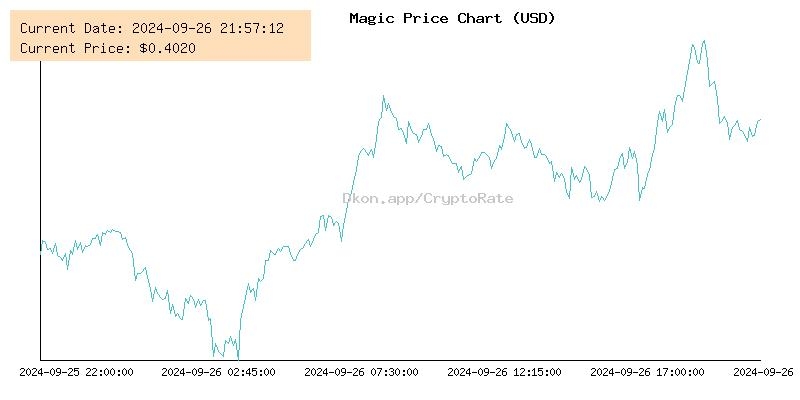 Magic Price Chart (USD)
Current Date: 2024-09-26 21:57:12
Current Price: $0.4020
Dkon.app/CryptoRate
2024-09-25 22:00:00 2024-09-26 02:45:00 2024-09-26 07:30:00 2024-09-26 12:15:00 2024-09-26 17:00:00 2024-09-26